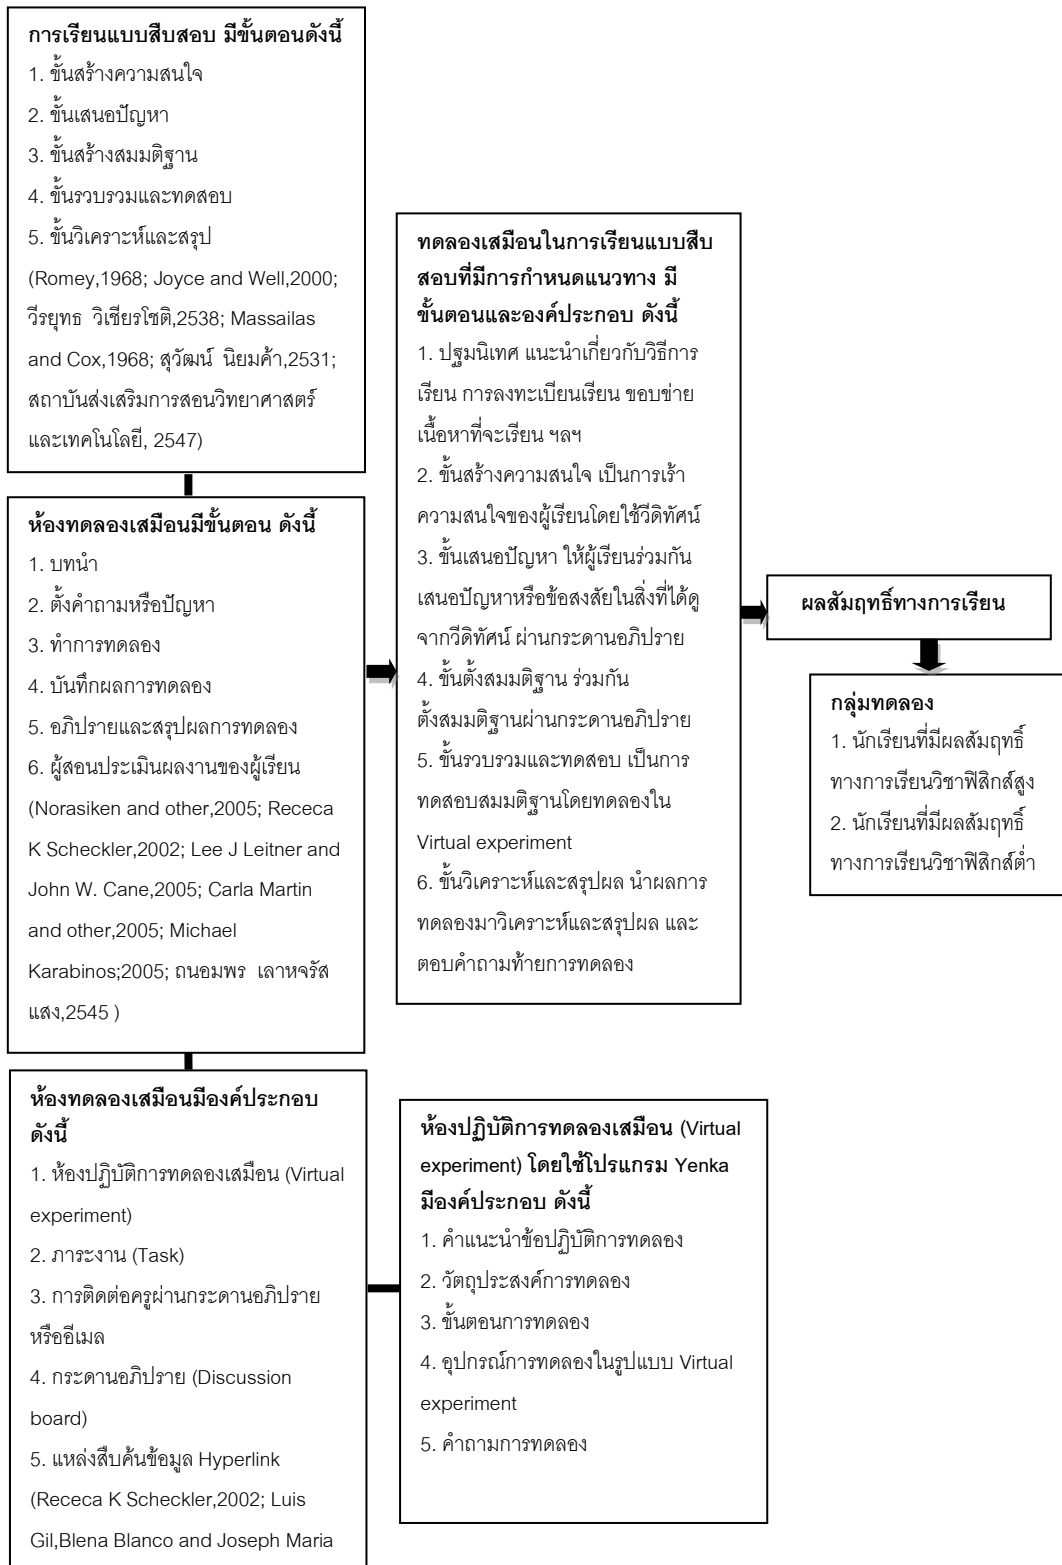 การเรียนแบบสืบสอบ มีขั้นตอนดังนี้
1. ขั้นสร้างความสนใจ
2. ขั้นเสนอปัญหา
3. ขั้นสร้างสมมติฐาน
4. ขั้นรวบรวมและทดสอบ
5. ขั้นวิเคราะห์และสรุป
(Romey,1968; Joyce and Well,2000;
วีรยุทธ วิเชียรโชติ,2538; Massailas
and Cox,1968; สุวัฒน์ นิยมค้า,2531;
สถาบันส่งเสริมการสอนวิทยาศาสตร์
และเทคโนโลยี, 2547)
ห้องทดลองเสมือนมีขั้นตอน ดังนี้
1. บทนำ
2. ตั้งคำถามหรือปัญหา
3. ทำการทดลอง
4. บันทึกผลการทดลอง
5. อภิปรายและสรุปผลการทดลอง
6. ผู้สอนประเมินผลงานของผู้เรียน
(Norasiken and other,2005; Receca
K Scheckler,2002; Lee J Leitner and
John W. Cane,2005; Carla Martin
and other,2005; Michael
Karabinos;2005; ถนอมพร เลาหจรัส
แสง,2545 )
ห้องทดลองเสมือนมีองค์ประกอบ
ดังนี้
1. ห้องปฏิบัติการทดลองเสมือน (Virtual
experiment)
2. ภาระงาน (Task)
3. การติดต่อครูผ่านกระดานอภิปราย
หรืออีเมล
4. กระดานอภิปราย (Discussion
board)
5. แหล่งสืบค้นข้อมูล Hyperlink
(Receca K Scheckler,2002; Luis
Gil,Blena Blanco and Joseph Maria
ทดลองเสมือนในการเรียนแบบสืบ
สอบที่มีการกำหนดแนวทาง มี
ขั้นตอนและองค์ประกอบ ดังนี้
1. ปฐมนิเทศ แนะนำเกี่ยวกับวิธีการ
เรียน การลงทะเบียนเรียน ขอบข่าย
เนื้อหาที่จะเรียน ฯลฯ
2. ขั้นสร้างความสนใจ เป็นการเร้า
ความสนใจของผู้เรียนโดยใช้วีดิทัศน์
3. ขั้นเสนอปัญหา ให้ผู้เรียนร่วมกัน
เสนอปัญหาหรือข้อสงสัยในสิ่งที่ได้ดู
จากวีดิทัศน์ ผ่านกระดานอภิปราย
4. ขั้นตั้งสมมติฐาน ร่วมกัน
ตั้งสมมติฐานผ่านกระดานอภิปราย
5. ขั้นรวบรวมและทดสอบ เป็นการ
ทดสอบสมมติฐานโดยทดลองใน
Virtual experiment
6. ขั้นวิเคราะห์และสรุปผล นำผลการ
ทดลองมาวิเคราะห์และสรุปผล และ
ตอบคำถามท้ายการทดลอง
ห้องปฏิบัติการทดลองเสมือน (Virtual
experiment) โดยใช้โปรแกรม Yenka
มีองค์ประกอบ ดังนี้
1. คำแนะนำข้อปฏิบัติการทดลอง
2. วัตถุประสงค์การทดลอง
3. ขั้นตอนการทดลอง
4. อุปกรณ์การทดลองในรูปแบบ Virtual
experiment
5. คำถามการทดลอง
ผลสัมฤทธิ์ทางการเรียน
กลุ่มทดลอง
1. นักเรียนที่มีผลสัมฤทธิ์
ทางการเรียนวิชาฟิสิกส์สูง
2. นักเรียนที่มีผลสัมฤทธิ์
ทางการเรียนวิชาฟิสิกส์ต่ำ